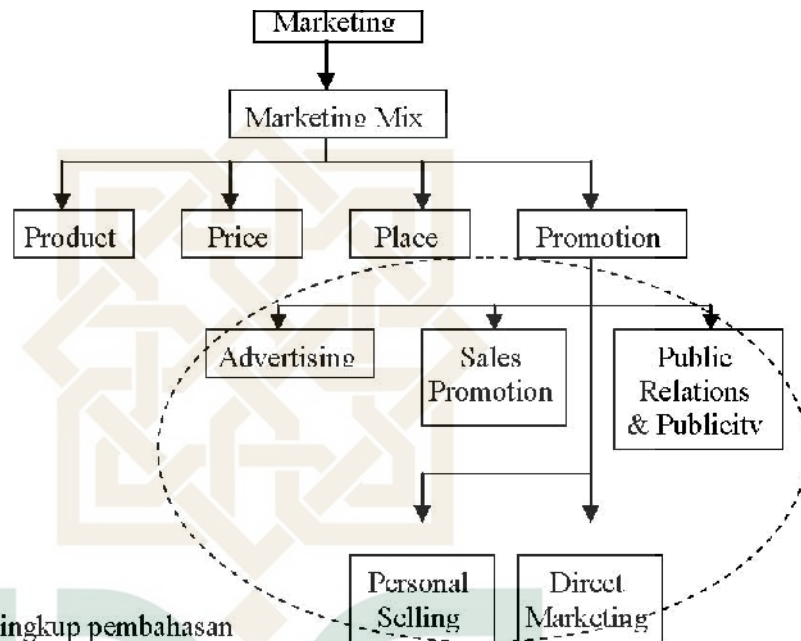 Marketing
Marketing Mix
Product
Price
Place
Promotion
Advertising
Sales
Promotion
Public
Relations
& Publicity
Personal
Selling
Direct
Marketing
ingkup pembahasan